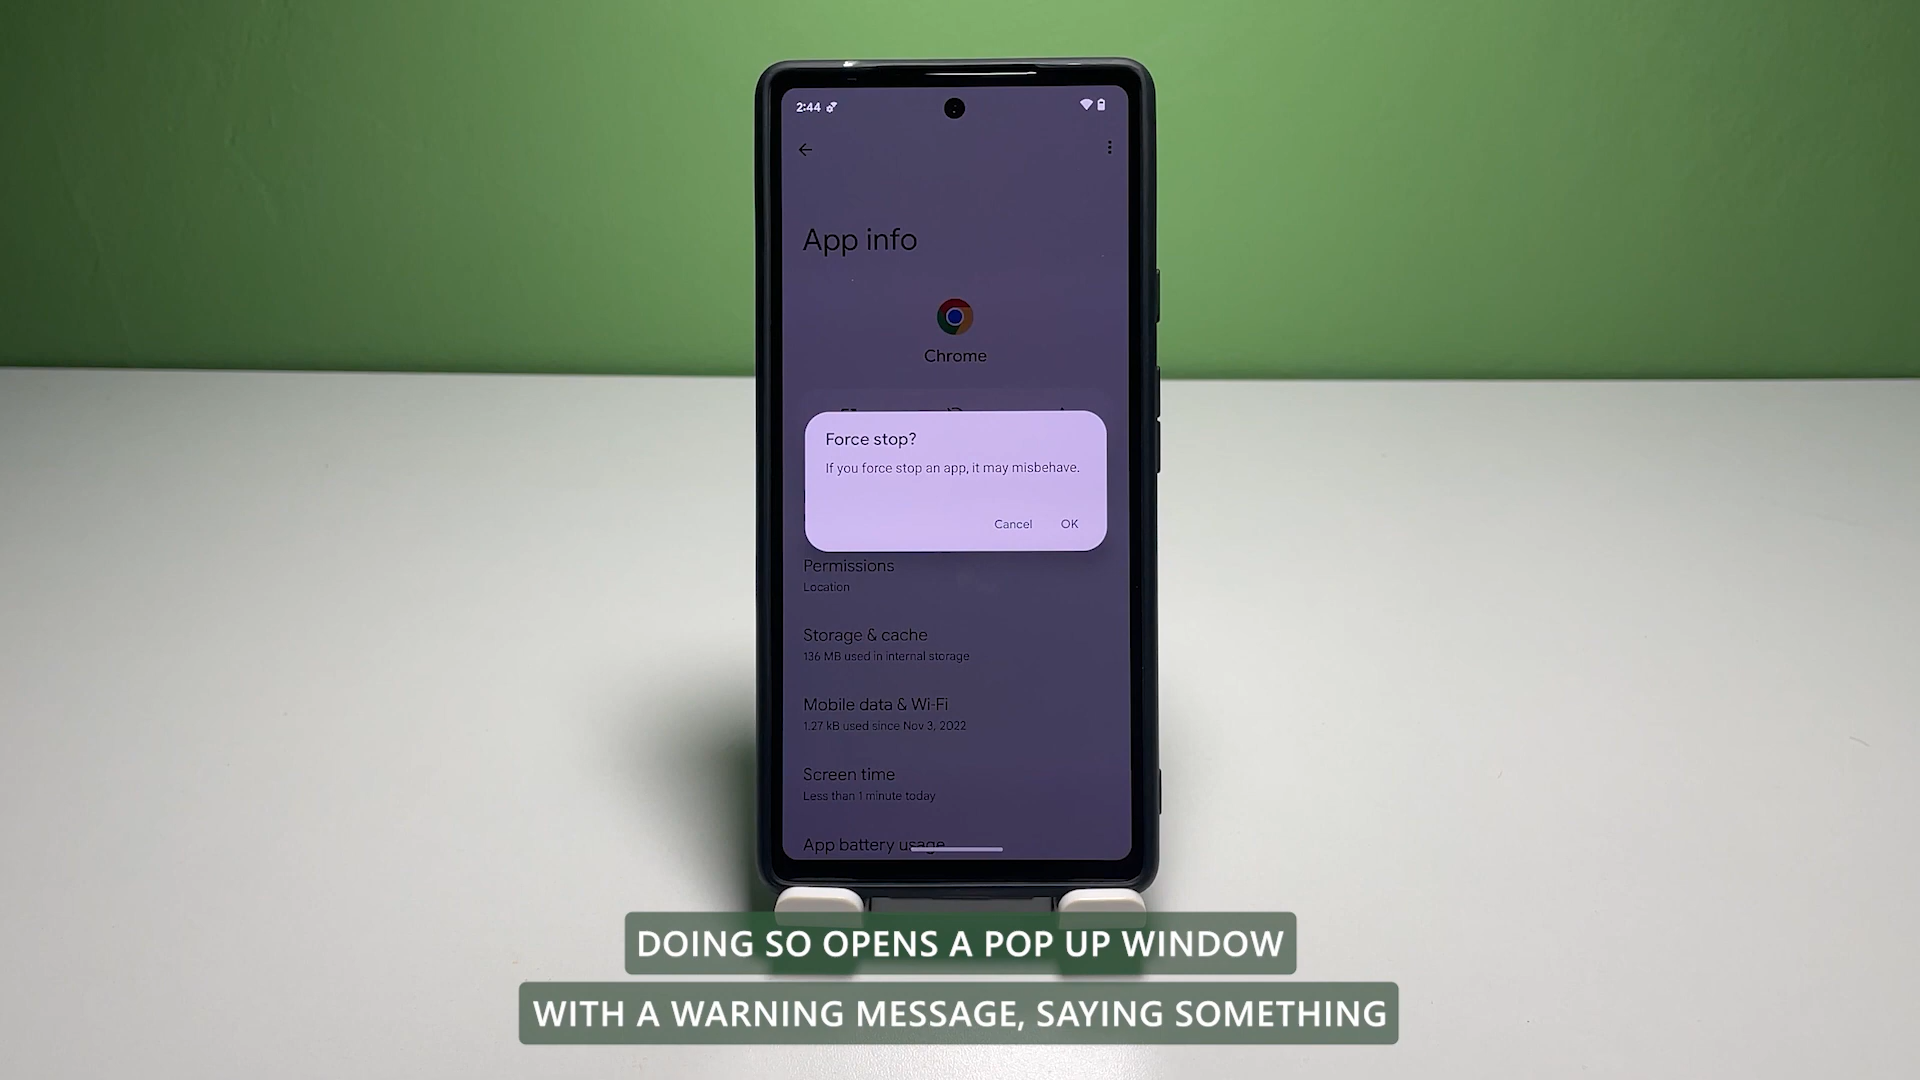 2:44
App info
Chrome
Force stop?
If you force stop an app, it may misbehave.
Cancel OK
Permissions
Location
Storage & cache
136 MB used in internal storage
Mobile data & Wi-Fi
1.27 kB used since Nov 3, 2022
Screen time
Less than 1 minute today
App battery usage
DOING SO OPENS A POP UP WINDOW
WITH A WARNING MESSAGE, SAYING SOMETHING